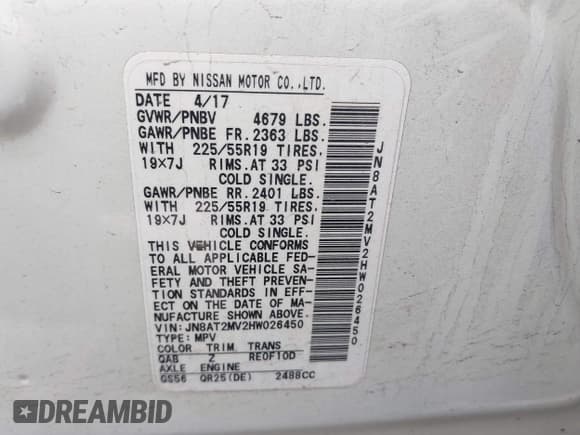 MFD BY NISSAN MOTOR CO.,LTD.
DATE 4/17
GVWR/PNBV 4679 LBS.
GAWR/PNBE FR. 2363 LBS.
WITH 225/55R19 TIRES.
19×7J RIMS. AT 33 PSI
COLD SINGLE.
GAWR/PNBE RR. 2401 LBS.
WITH 225/55R19 TIRES.
19×7J RIMS. AT 33 PSI
COLD SINGLE.
THIS VEHICLE CONFORMS
TO ALL APPLICABLE FED-
ERAL MOTOR VEHICLE SA-
FETY AND THEFT PREVEN-
TION STANDARDS IN EFF-
ECT ON THE DATE OF MA-
NUFACTURE SHOWN ABOVE.
VIN: JN8AT2MV2HW026450
TYPE: MPV
COLOR TRIM TRANS
QAB Z RE0F10D
AXLE ENGINE
GS56 QR25(DE) 2488CC
JN8AT2MV2HW026450
DREAMBID
DREAMBID